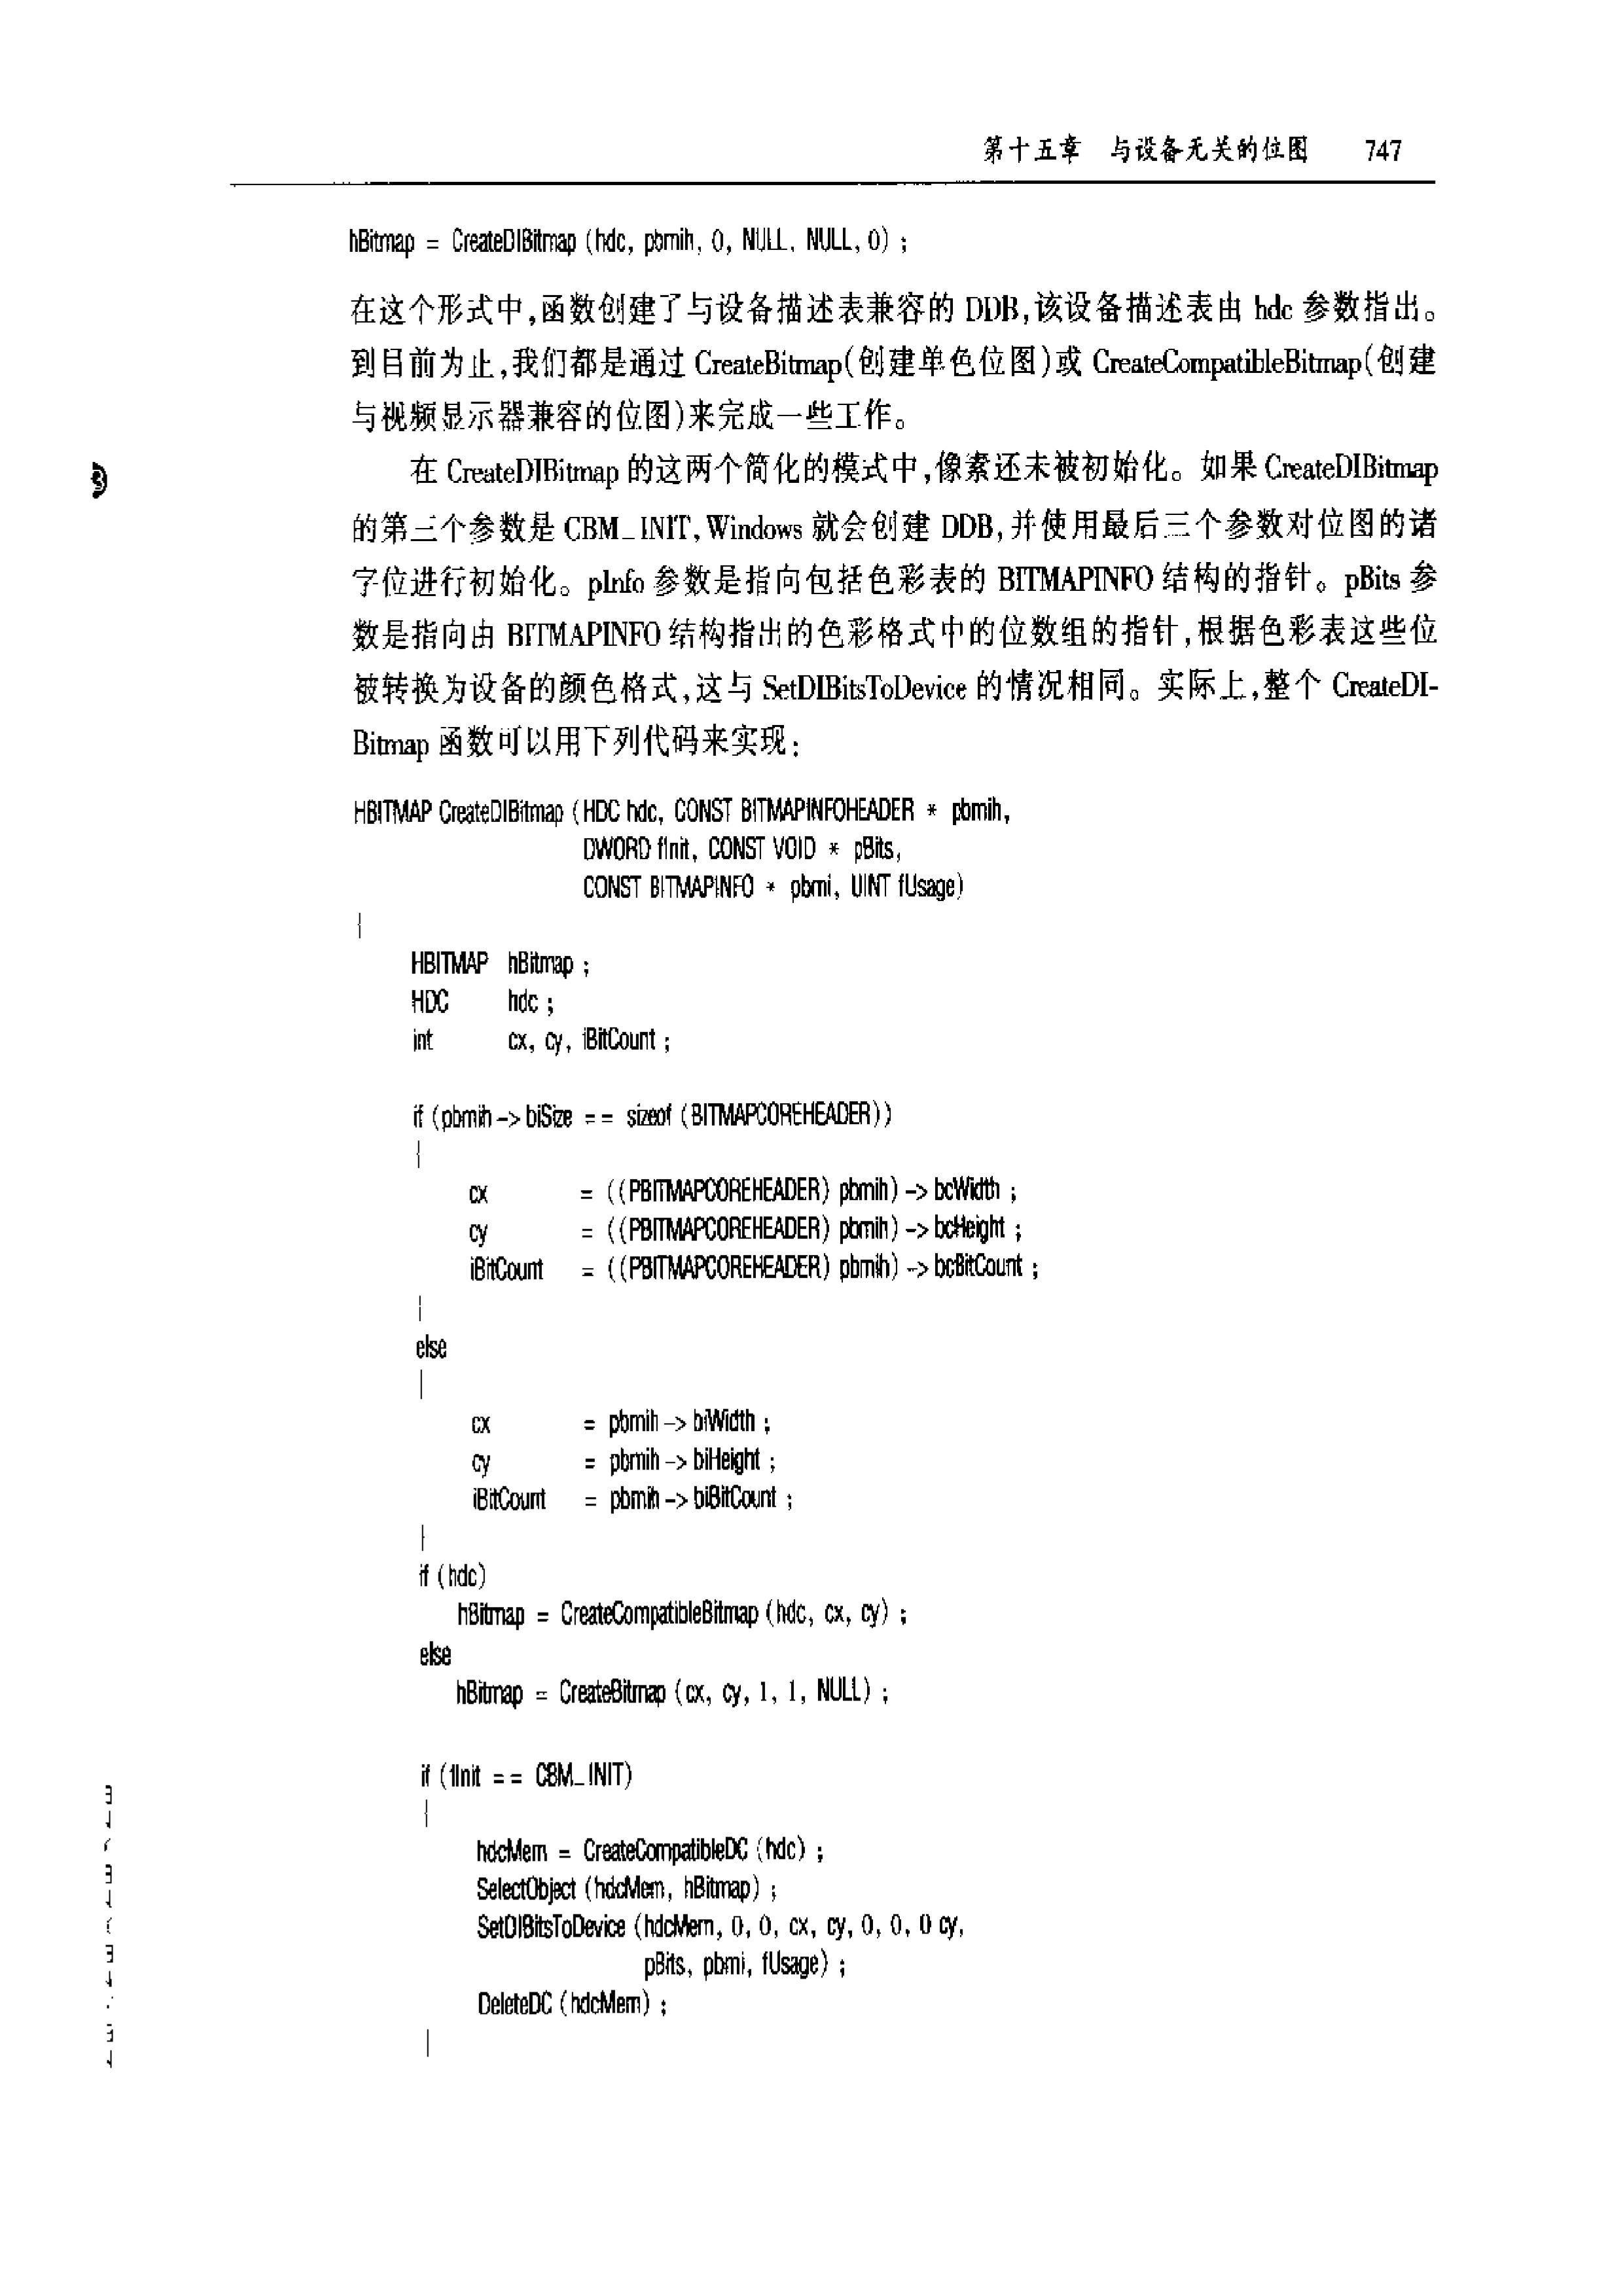 第十五章 与设备无关的位图 747
hBitmap = CreateDIBitmap (hdc, pbmih, 0, NULL, NULL, 0) ;
在这个形式中,函数创建了与设备描述表兼容的 DDB,该设备描述表由 hdc 参数指出。
到目前为止,我们都是通过 CreateBitmap(创建单色位图)或 CreateCompatibleBitmap(创建
与视频显示器兼容的位图)来完成一些工作。
在 CreateDIBitmap 的这两个简化的模式中,像素还未被初始化。如果 CreateDIBitmap
的第三个参数是 CBM_INIT, Windows 就会创建 DDB,并使用最后三个参数对位图的诸
字位进行初始化。pInfo 参数是指向包括色彩表的 BITMAPINFO 结构的指针。pBits 参
数是指向由 BITMAPINFO 结构指出的色彩格式中的位数组的指针,根据色彩表这些位
被转换为设备的颜色格式,这与 SetDIBitsToDevice 的情况相同。实际上,整个 CreateDI-
Bitmap 函数可以用下列代码来实现:
HBITMAP CreateDIBitmap (HDC hdc, CONST BITMAPINFOHEADER * pbmih,
DWORD fInit, CONST VOID * pBits,
CONST BITMAPINFO * pbmi, UINT fUsage)
{
HBITMAP hBitmap ;
HDC hdc ;
int cx, cy, iBitCount ;
if (pbmih -> biSize == sizeof (BITMAPCOREHEADER))
{
cx = ((PBITMAPCOREHEADER) pbmih) -> bcWidth ;
cy = ((PBITMAPCOREHEADER) pbmih) -> bcHeight ;
iBitCount = ((PBITMAPCOREHEADER) pbmih) -> bcBitCount ;
}
else
{
cx = pbmih -> biWidth ;
cy = pbmih -> biHeight ;
iBitCount = pbmih -> biBitCount ;
}
if (hdc)
hBitmap = CreateCompatibleBitmap (hdc, cx, cy) ;
else
hBitmap = CreateBitmap (cx, cy, 1, 1, NULL) ;
if (fInit == CBM_INIT)
{
hdcMem = CreateCompatibleDC (hdc) ;
SelectObject (hdcMem, hBitmap) ;
SetDIBitsToDevice (hdcMem, 0, 0, cx, cy, 0, 0, 0 cy,
pBits, pbmi, fUsage) ;
DeleteDC (hdcMem) ;
}